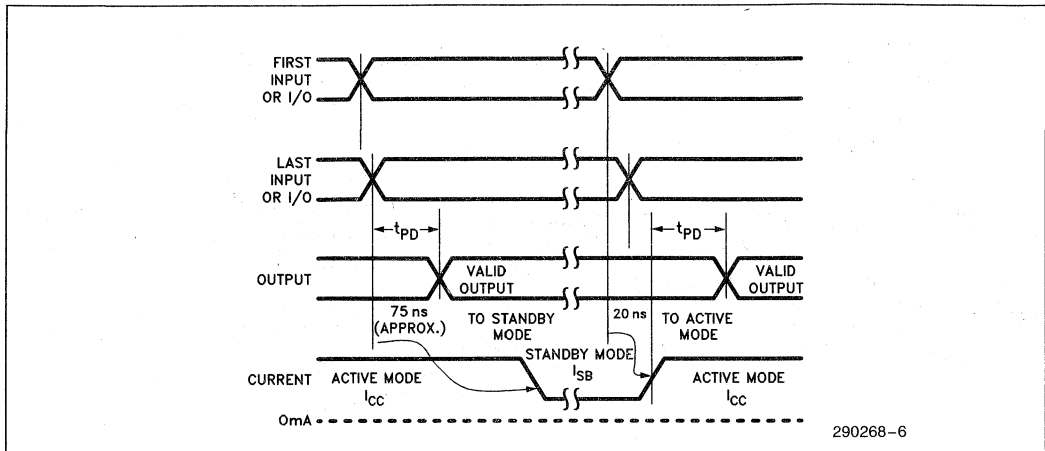 FIRST
INPUT
OR I/O
LAST
INPUT
OR I/O
tPD
tPD
OUTPUT
VALID
OUTPUT
VALID
OUTPUT
75 ns
(APPROX.)
TO STANDBY
MODE
20 ns
TO ACTIVE
MODE
CURRENT
ACTIVE MODE
ICC
STANDBY MODE
ISB
ACTIVE MODE
ICC
0mA
290268-6